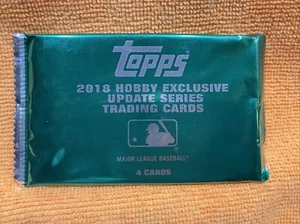 topps
2018 HOBBY EXCLUSIVE
UPDATE SERIES
TRADING CARDS
MAJOR LEAGUE BASEBALL
4 CARDS